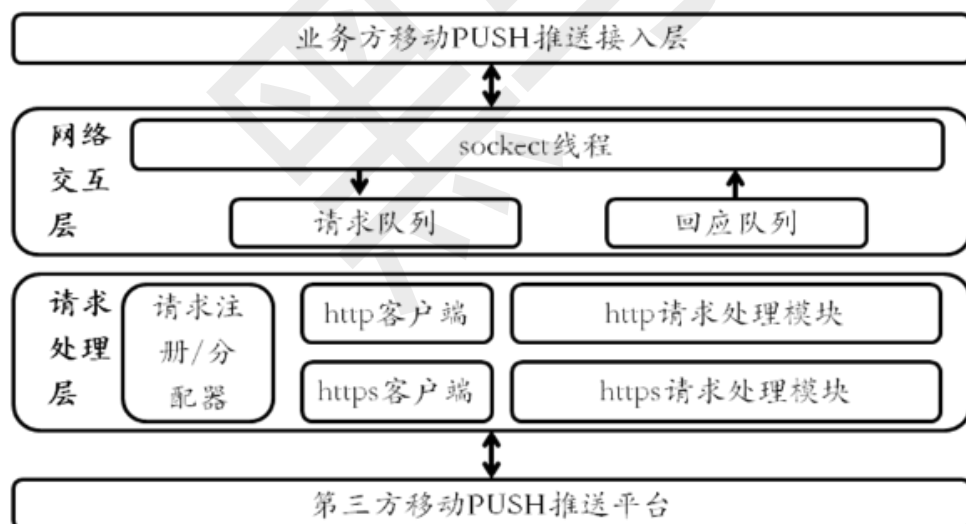 业务方移动PUSH推送接入层
网络
交互
层
sockect线程
请求队列
回应队列
请求
处理
层
请求注
册/分
配器
http客户端
http请求处理模块
https客户端
https请求处理模块
第三方移动PUSH推送平台